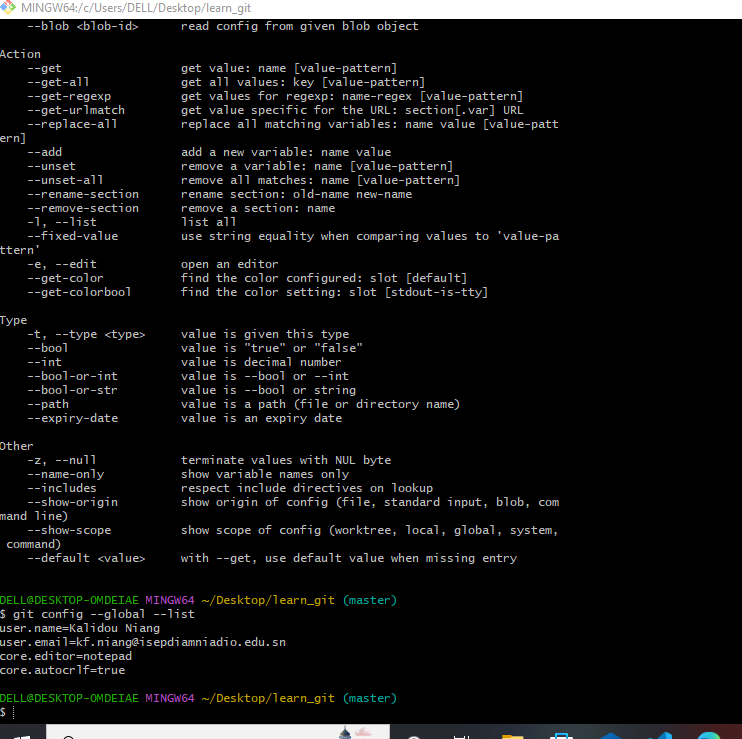 MINGW64:/c/Users/DELL/Desktop/learn_git
--blob <blob-id> read config from given blob object
Action
--get get value: name [value-pattern]
--get-all get all values: key [value-pattern]
--get-regexp get values for regexp: name-regex [value-pattern]
--get-urlmatch get value specific for the URL: section[.var] URL
--replace-all replace all matching variables: name value [value-patt
ern]
--add add a new variable: name value
--unset remove a variable: name [value-pattern]
--unset-all remove all matches: name [value-pattern]
--rename-section rename section: old-name new-name
--remove-section remove a section: name
-l, --list list all
--fixed-value use string equality when comparing values to 'value-pa
ttern'
-e, --edit open an editor
--get-color find the color configured: slot [default]
--get-colorbool find the color setting: slot [stdout-is-tty]
Type
-t, --type <type> value is given this type
--bool value is "true" or "false"
--int value is decimal number
--bool-or-int value is --bool or --int
--bool-or-str value is --bool or string
--path value is a path (file or directory name)
--expiry-date value is an expiry date
Other
-z, --null terminate values with NUL byte
--name-only show variable names only
--includes respect include directives on lookup
--show-origin show origin of config (file, standard input, blob, com
mand line)
--show-scope show scope of config (worktree, local, global, system,
command)
--default <value> with --get, use default value when missing entry
DELL@DESKTOP-OMDEIAE MINGW64 ~/Desktop/learn_git (master)
$ git config --global --list
user.name=Kalidou Niang
user.email=kf.niang@isepdiamniadio.edu.sn
core.editor=notepad
core.autocrlf=true
DELL@DESKTOP-OMDEIAE MINGW64 ~/Desktop/learn_git (master)
$